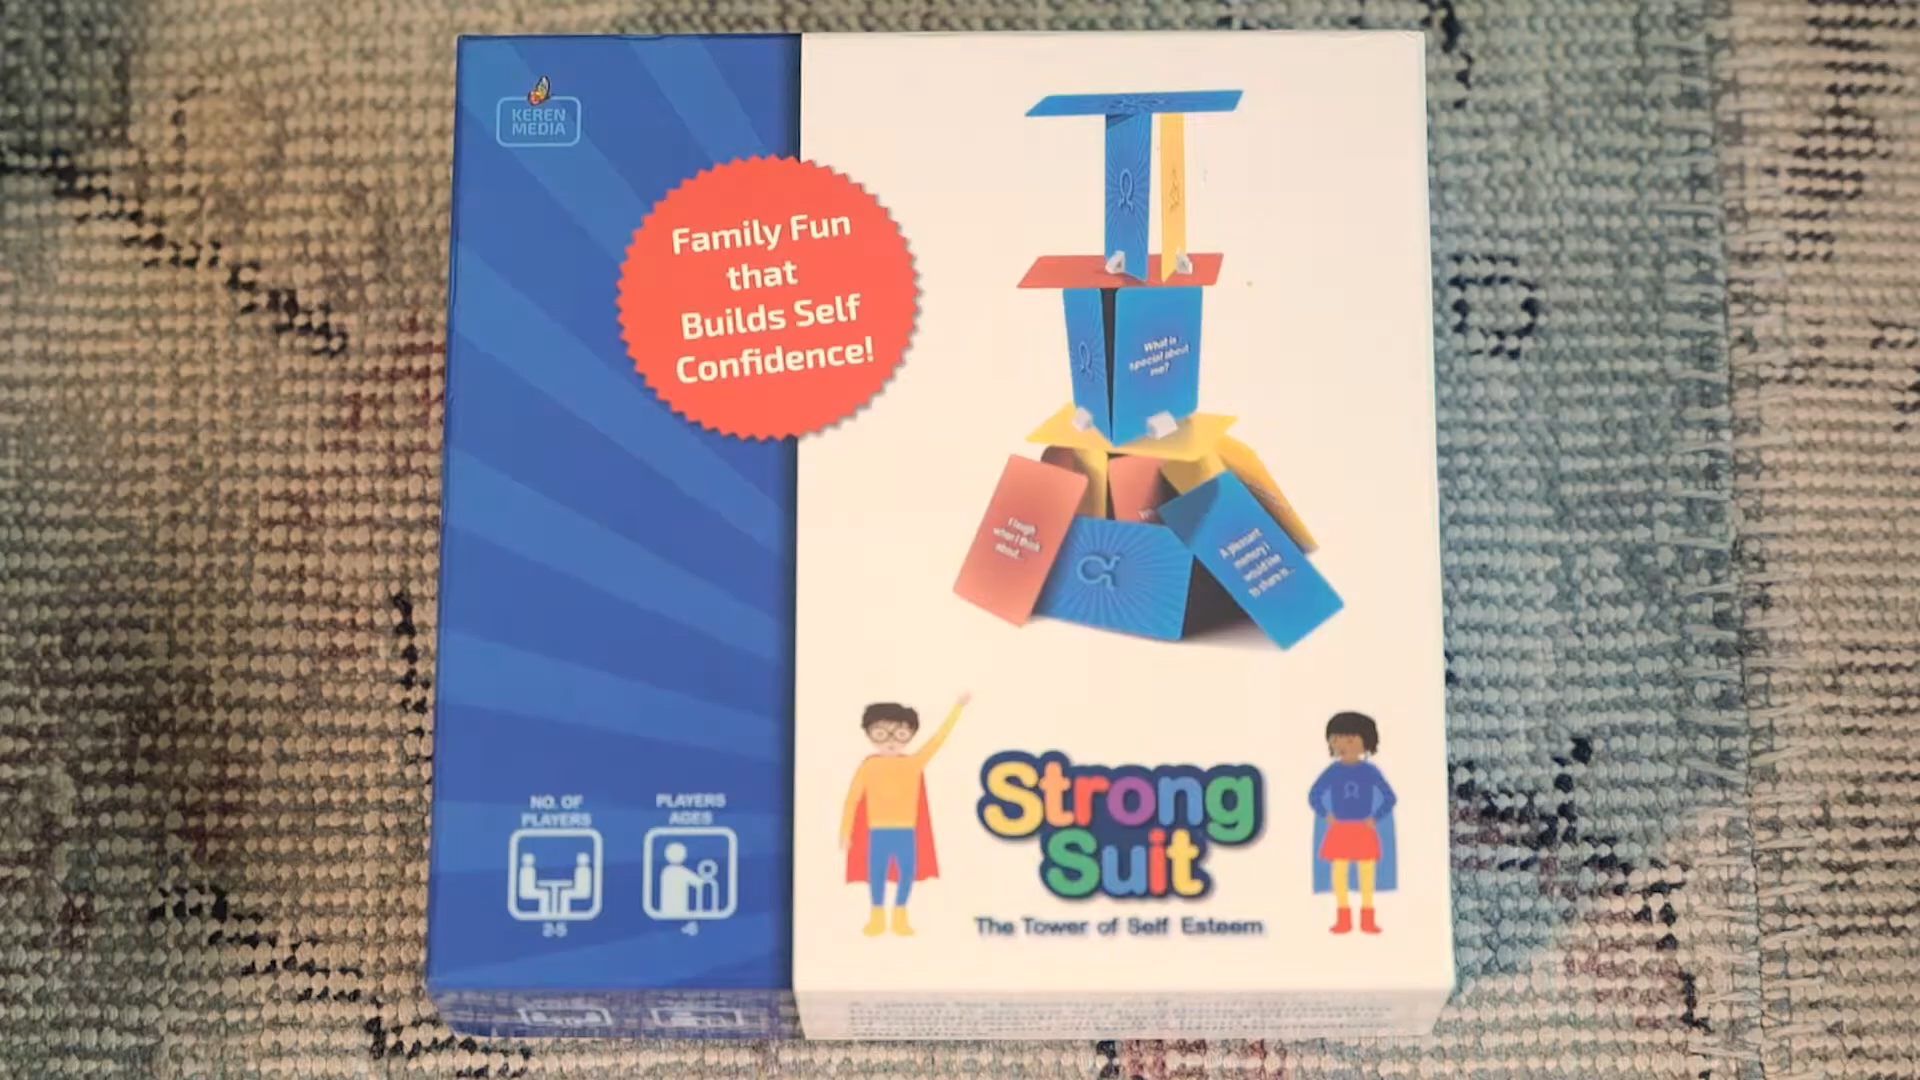 KEREN
MEDIA
Family Fun
that
Builds Self
Confidence!
What is
special about
me?
I laugh
when I think
about...
A pleasant
memory I
would like
to share is...
NO. OF
PLAYERS
2-5
PLAYERS
AGES
-6
Strong
Suit
The Tower of Self Esteem